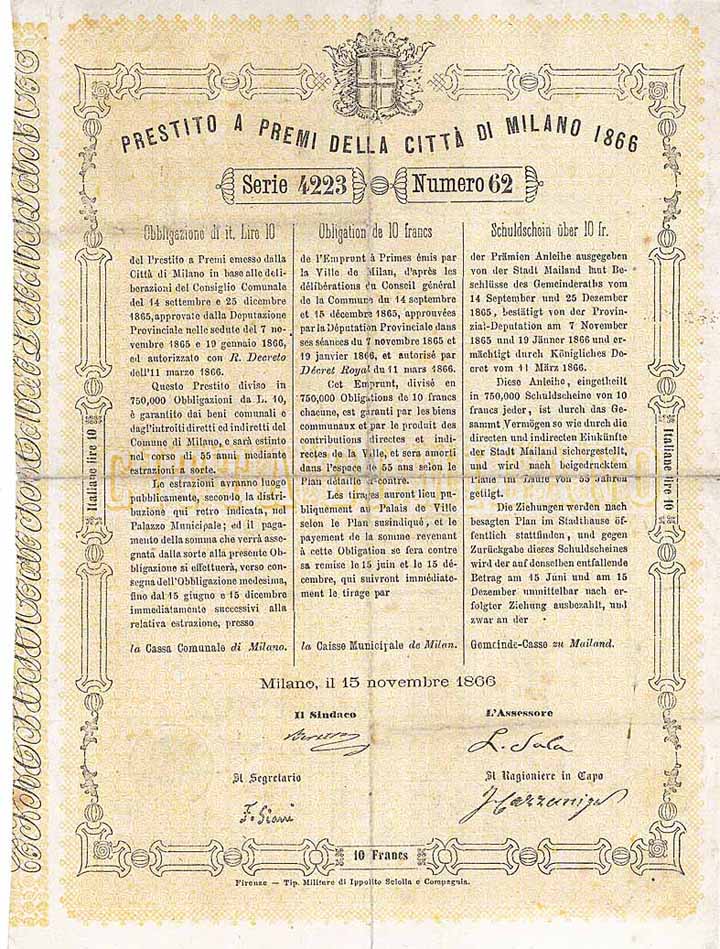 PRESTITO A PREMI DELLA CITTÀ DI MILANO 1866
Serie 4223 Numero 62
Obbligazione di it. Lire 10
del Prestito a Premi emesso dalla
Città di Milano in base alle deli-
berazioni del Consiglio Comunale
del 14 settembre e 25 dicembre
1865, approvate dalla Deputazione
Provinciale nelle sedute del 7 no-
vembre 1865 e 19 gennaio 1866,
ed autorizzato con R. Decreto
dell'11 marzo 1866.
Questo Prestito diviso in
750,000 Obbligazioni da L. 10,
è garantito dai beni comunali e
dagl'introiti diretti ed indiretti del
Comune di Milano, e sarà estinto
nel corso di 55 anni mediante
estrazioni a sorte.
Le estrazioni avranno luogo
pubblicamente, secondo la distribu-
zione qui retro indicata, nel
Palazzo Municipale; ed il paga-
mento della somma che verrà asse-
gnata dalla sorte alla presente Ob-
bligazione si effettuerà, verso con-
segna dell'Obbligazione medesima,
fino dal 15 giugno e 15 dicembre
immediatamente successivi alla
relativa estrazione, presso
la Cassa Comunale di Milano.
Obligation de 10 francs
de l'Emprunt à Primes émis par
la Ville de Milan, d'après les
délibérations du Conseil général
de la Commune du 14 septembre
et 15 décembre 1865, approuvées
par la Députation Provinciale dans
ses séances du 7 novembre 1865 et
19 janvier 1866, et autorisé par
Décret Royal du 11 mars 1866.
Cet Emprunt, divisé en
750,000 Obligations de 10 francs
chacune, est garanti par les biens
communaux et par le produit des
contributions directes et indi-
rectes de la Ville, et sera amorti
dans l'espace de 55 ans selon le
Plan détaillé ci-contre.
Les tirages auront lieu pu-
bliquement au Palais de Ville
selon le Plan susindiqué, et le
payement de la somme revenant
à cette Obligation se fera contre
sa remise le 15 juin et le 15 dé-
cembre, qui suivront immédiate-
ment le tirage par
la Caisse Municipale de Milan.
Schuldschein über 10 fr.
der Prämien Anleihe ausgegeben
von der Stadt Mailand laut Be-
schlüsse des Gemeinderaths vom
14 September und 25 Dezember
1865, bestätigt von der Provin-
zial-Deputation am 7 November
1865 und 19 Jänner 1866 und er-
mächtigt durch Königliches De-
cret vom 11 März 1866.
Diese Anleihe, eingetheilt
in 750,000 Schuldscheine von 10
francs jeder, ist durch das Ge-
sammt Vermögen so wie durch die
directen und indirecten Einkünfte
der Stadt Mailand sichergestellt,
und wird nach beigedrucktem
Plane im Laufe von 55 Jahren
getilgt.
Die Ziehungen werden nach
besagten Plan im Stadthause öf-
fentlich stattfinden, und gegen
Zurückgabe dieses Schuldscheines
wird der auf denselben entfallende
Betrag am 15 Juni und am 15
Dezember unmittelbar nach er-
folgter Ziehung ausbezahlt, und
zwar an der
Gemeinde-Casse zu Mailand.
Italiane lire 10
Italiane lire 10
Milano, il 15 novembre 1866
Il Sindaco
L'Assessore
L. Sala
Il Segretario
Il Ragioniere in Capo
10 Francs
Firenze — Tip. Militare di Ippolito Sciolla e Compagnia.